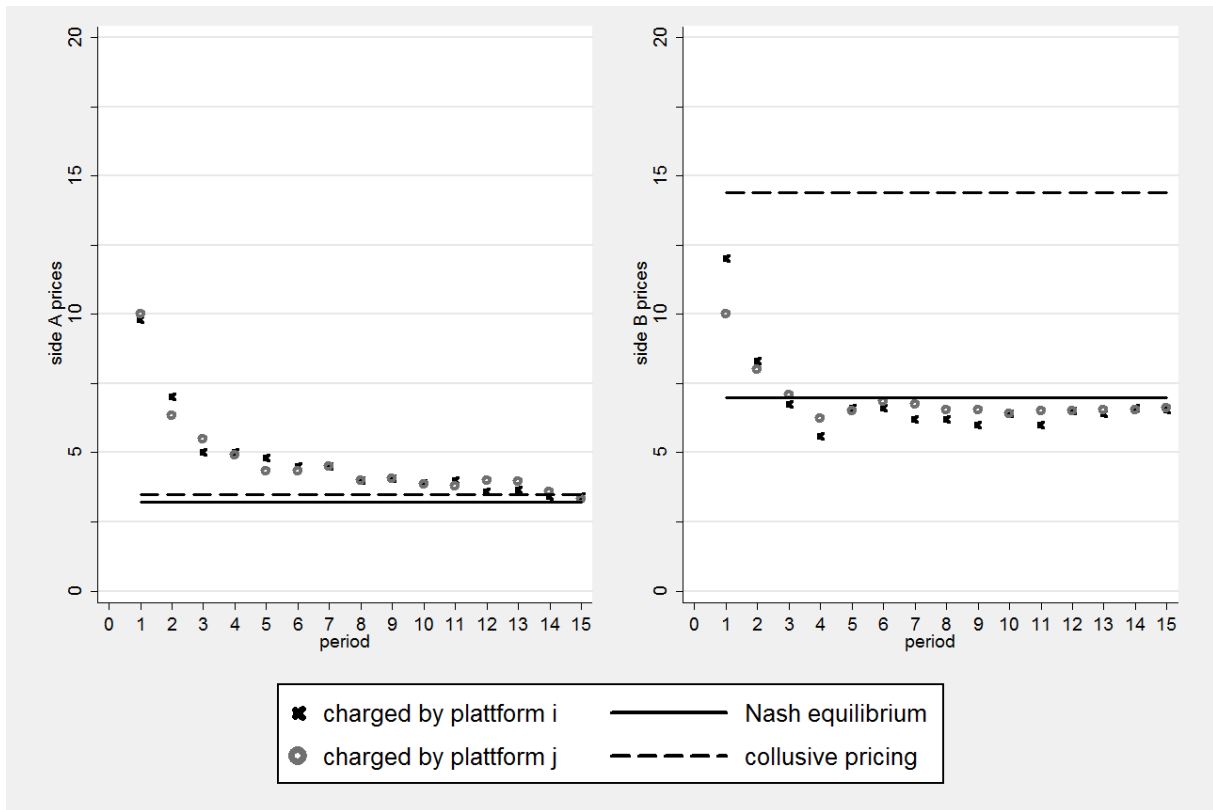 side A prices
20
15
10
5
0
0 1 2 3 4 5 6 7 8 9 10 11 12 13 14 15
period
side B prices
20
15
10
5
0
0 1 2 3 4 5 6 7 8 9 10 11 12 13 14 15
period
charged by plattform i
Nash equilibrium
charged by plattform j
collusive pricing